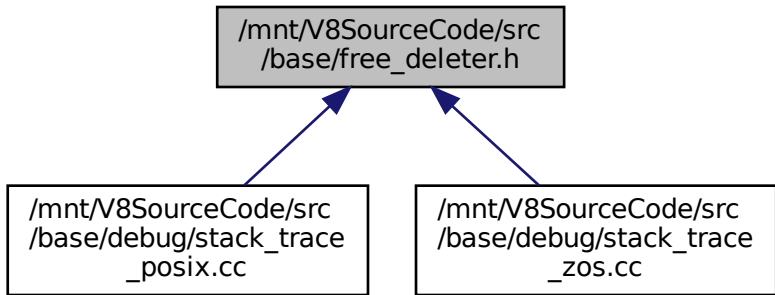 /mnt/V8SourceCode/src
/base/free_deleter.h
/mnt/V8SourceCode/src
/base/debug/stack_trace
_posix.cc
/mnt/V8SourceCode/src
/base/debug/stack_trace
_zos.cc